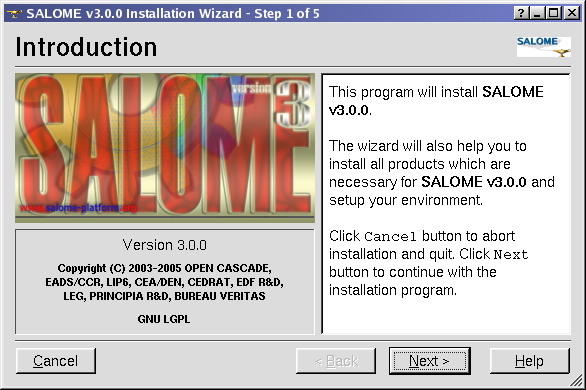 SALOME v3.0.0 Installation Wizard - Step 1 of 5
Introduction
SALOME
version
3
SALOME
www.salome-platform.org
Version 3.0.0
Copyright (C) 2003-2005 OPEN CASCADE,
EADS/CCR, LIP6, CEA/DEN, CEDRAT, EDF R&D,
LEG, PRINCIPIA R&D, BUREAU VERITAS
GNU LGPL
This program will install SALOME
v3.0.0.
The wizard will also help you to
install all products which are
necessary for SALOME v3.0.0 and
setup your environment.
Click Cancel button to abort
installation and quit. Click Next
button to continue with the
installation program.
Cancel
< Back
Next >
Help